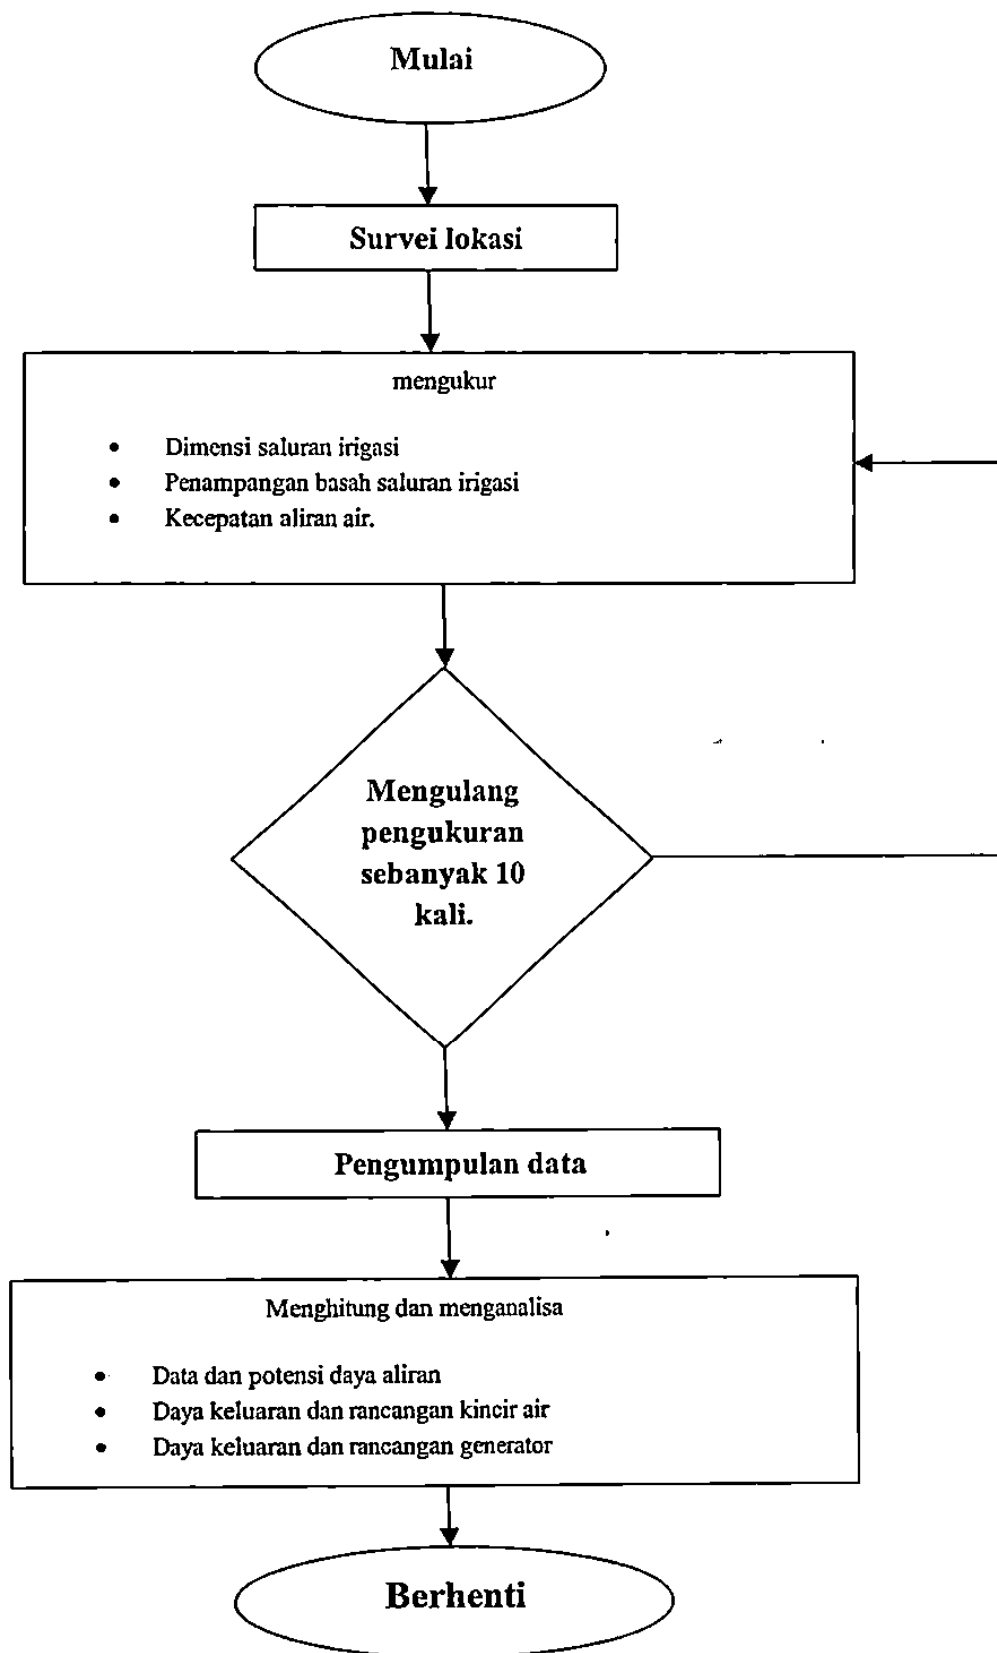 Mulai
Survei lokasi
mengukur
• Dimensi saluran irigasi
• Penampangan basah saluran irigasi
• Kecepatan aliran air.
Mengulang
pengukuran
sebanyak 10
kali.
Pengumpulan data
Menghitung dan menganalisa
• Data dan potensi daya aliran
• Daya keluaran dan rancangan kincir air
• Daya keluaran dan rancangan generator
Berhenti